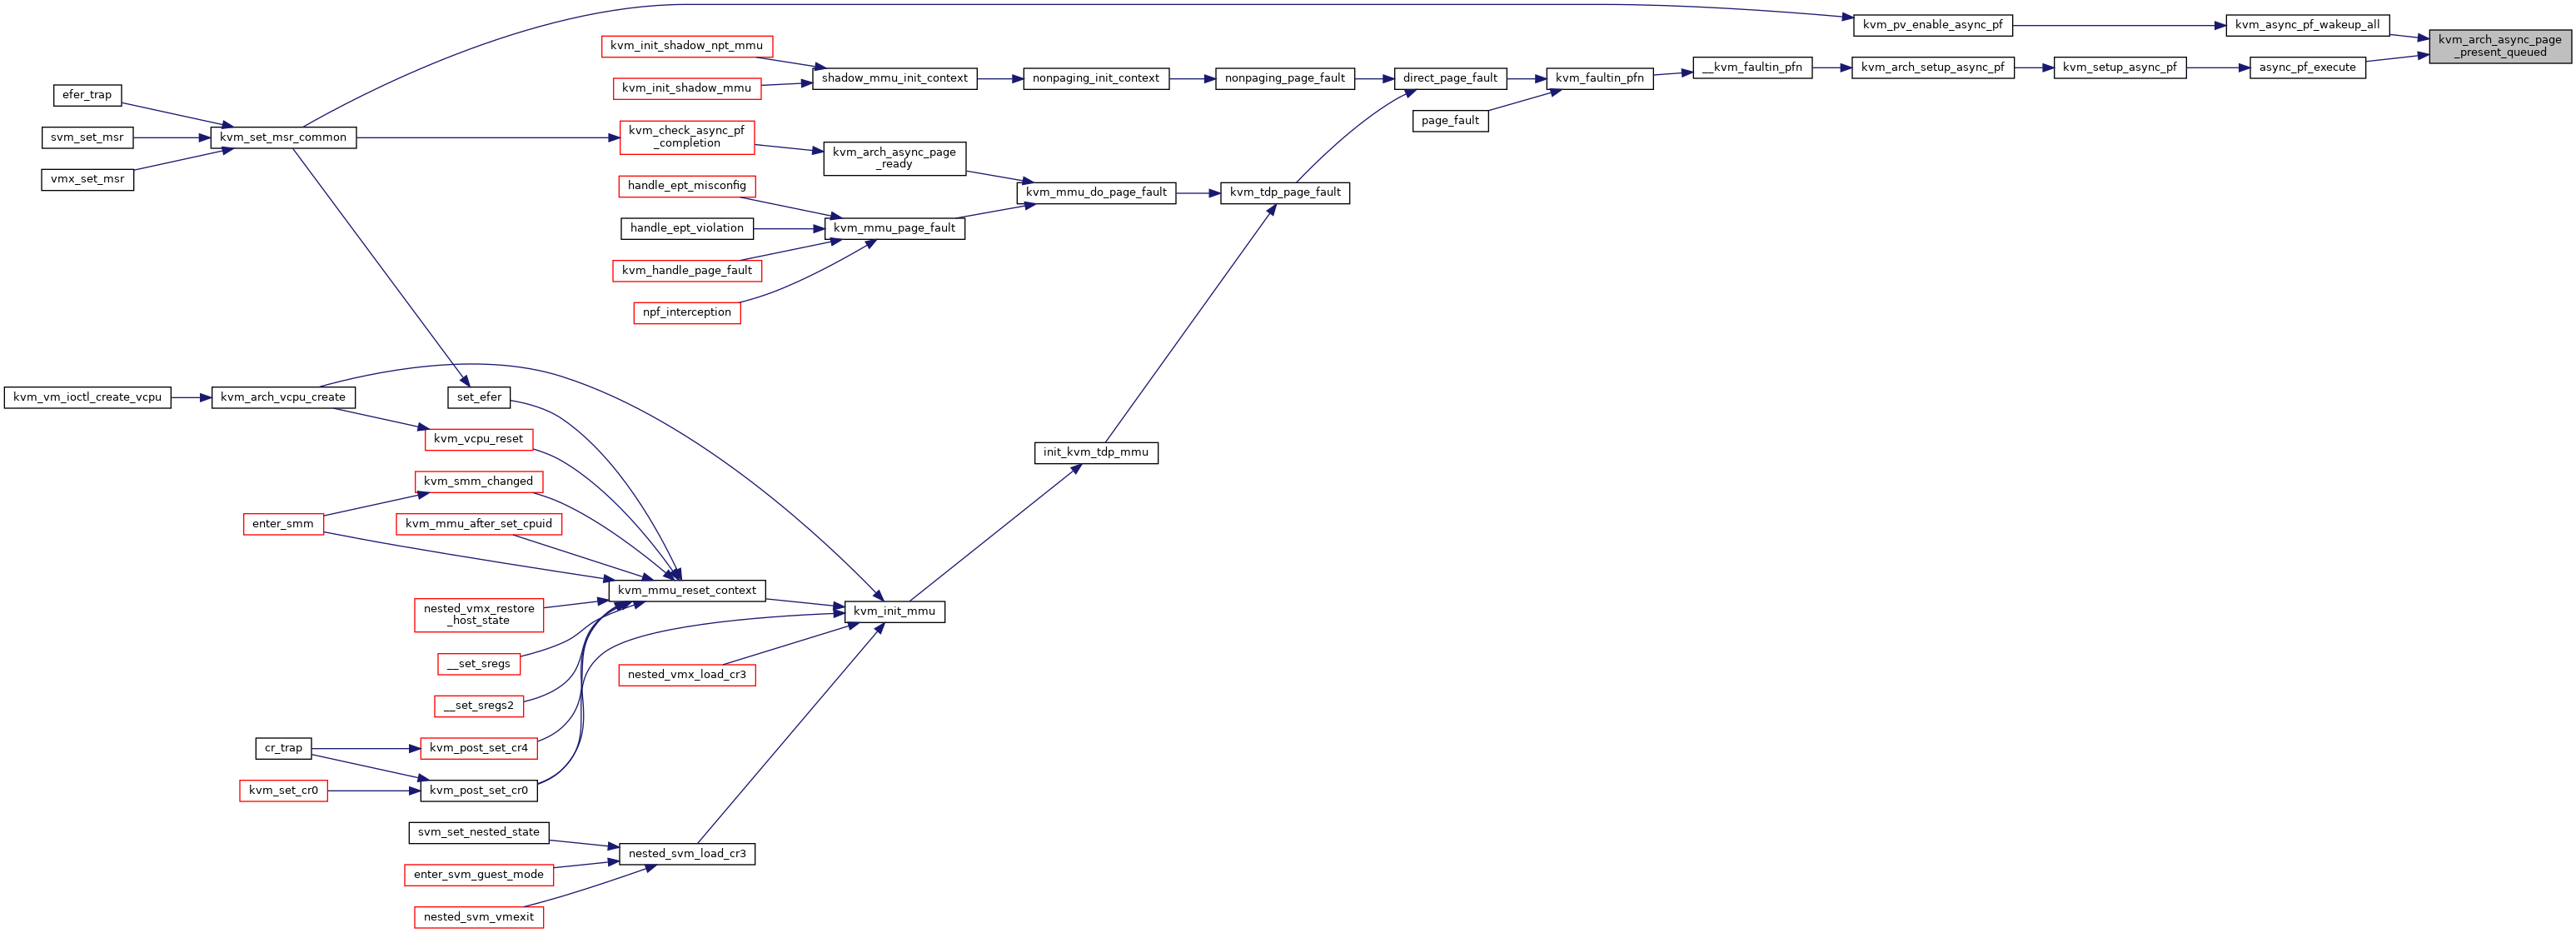 kvm_pv_enable_async_pf
kvm_async_pf_wakeup_all
kvm_arch_async_page
_present_queued
kvm_init_shadow_npt_mmu
shadow_mmu_init_context
nonpaging_init_context
nonpaging_page_fault
direct_page_fault
kvm_faultin_pfn
__kvm_faultin_pfn
kvm_arch_setup_async_pf
kvm_setup_async_pf
async_pf_execute
kvm_init_shadow_mmu
efer_trap
page_fault
svm_set_msr
kvm_set_msr_common
kvm_check_async_pf
_completion
kvm_arch_async_page
_ready
vmx_set_msr
handle_ept_misconfig
kvm_mmu_do_page_fault
kvm_tdp_page_fault
handle_ept_violation
kvm_mmu_page_fault
kvm_handle_page_fault
npf_interception
kvm_vm_ioctl_create_vcpu
kvm_arch_vcpu_create
set_efer
kvm_vcpu_reset
init_kvm_tdp_mmu
kvm_smm_changed
enter_smm
kvm_mmu_after_set_cpuid
kvm_mmu_reset_context
nested_vmx_restore
_host_state
kvm_init_mmu
__set_sregs
nested_vmx_load_cr3
__set_sregs2
cr_trap
kvm_post_set_cr4
kvm_set_cr0
kvm_post_set_cr0
svm_set_nested_state
nested_svm_load_cr3
enter_svm_guest_mode
nested_svm_vmexit